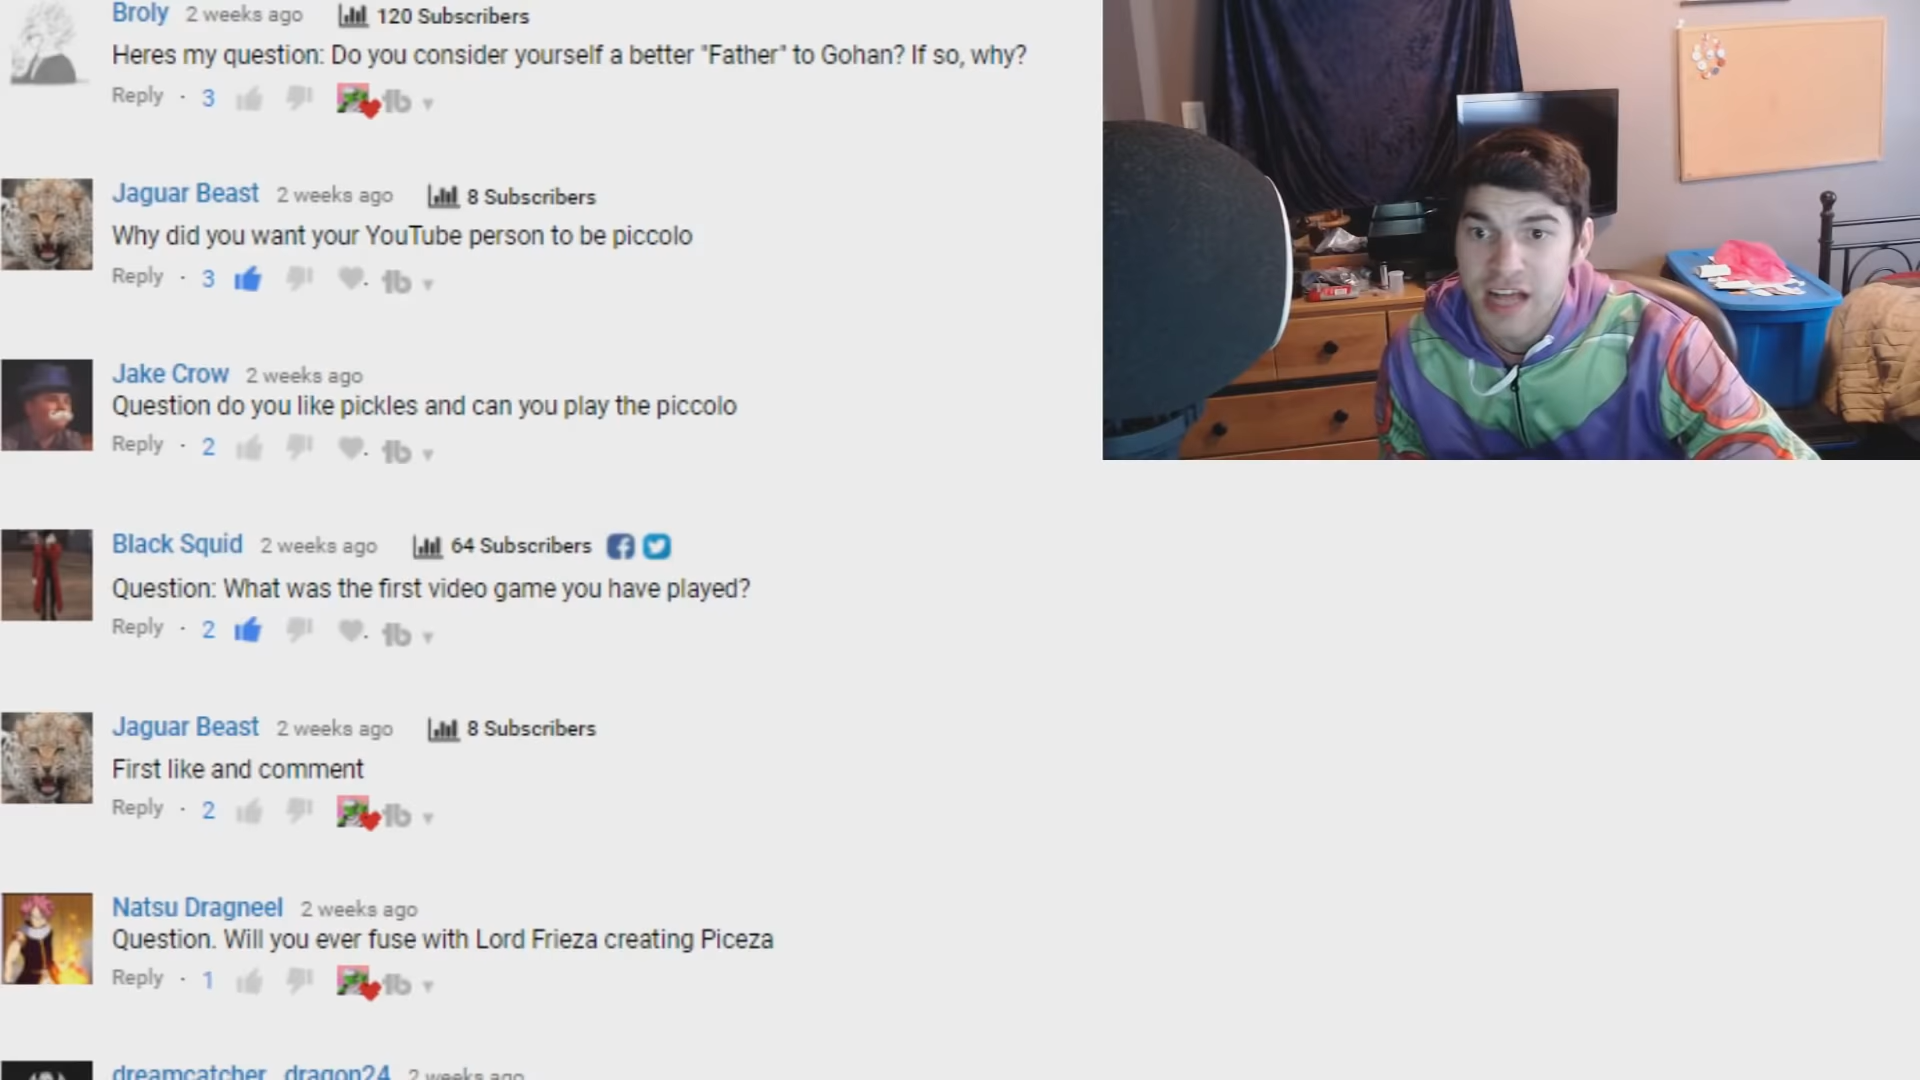 Broly 2 weeks ago 120 Subscribers
Heres my question: Do you consider yourself a better "Father" to Gohan? If so, why?
Reply · 3
Jaguar Beast 2 weeks ago 8 Subscribers
Why did you want your YouTube person to be piccolo
Reply · 3
Jake Crow 2 weeks ago
Question do you like pickles and can you play the piccolo
Reply · 2
Black Squid 2 weeks ago 64 Subscribers
Question: What was the first video game you have played?
Reply · 2
Jaguar Beast 2 weeks ago 8 Subscribers
First like and comment
Reply · 2
Natsu Dragneel 2 weeks ago
Question. Will you ever fuse with Lord Frieza creating Piceza
Reply · 1
dreamcatcher_dragon24 2 weeks ago